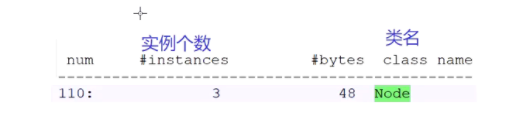 实例个数 类名
num #instances #bytes class name
----------------------------------------------
110: 3 48 Node